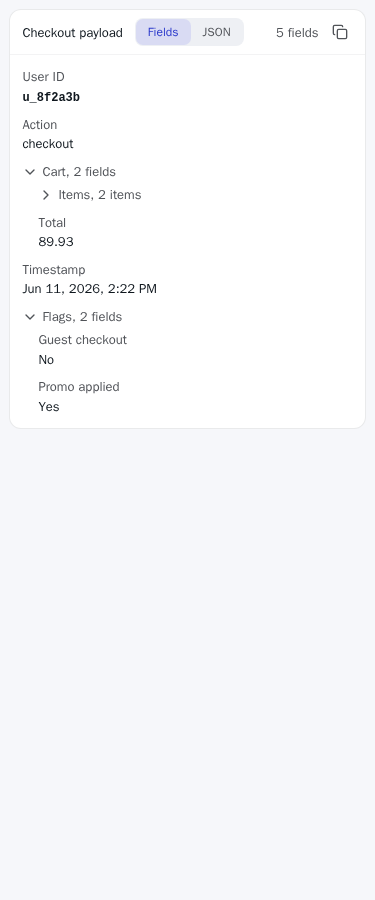 Checkout payload Fields JSON 5 fields
User ID
u_8f2a3b
Action
checkout
Cart, 2 fields
Items, 2 items
Total
89.93
Timestamp
Jun 11, 2026, 2:22 PM
Flags, 2 fields
Guest checkout
No
Promo applied
Yes